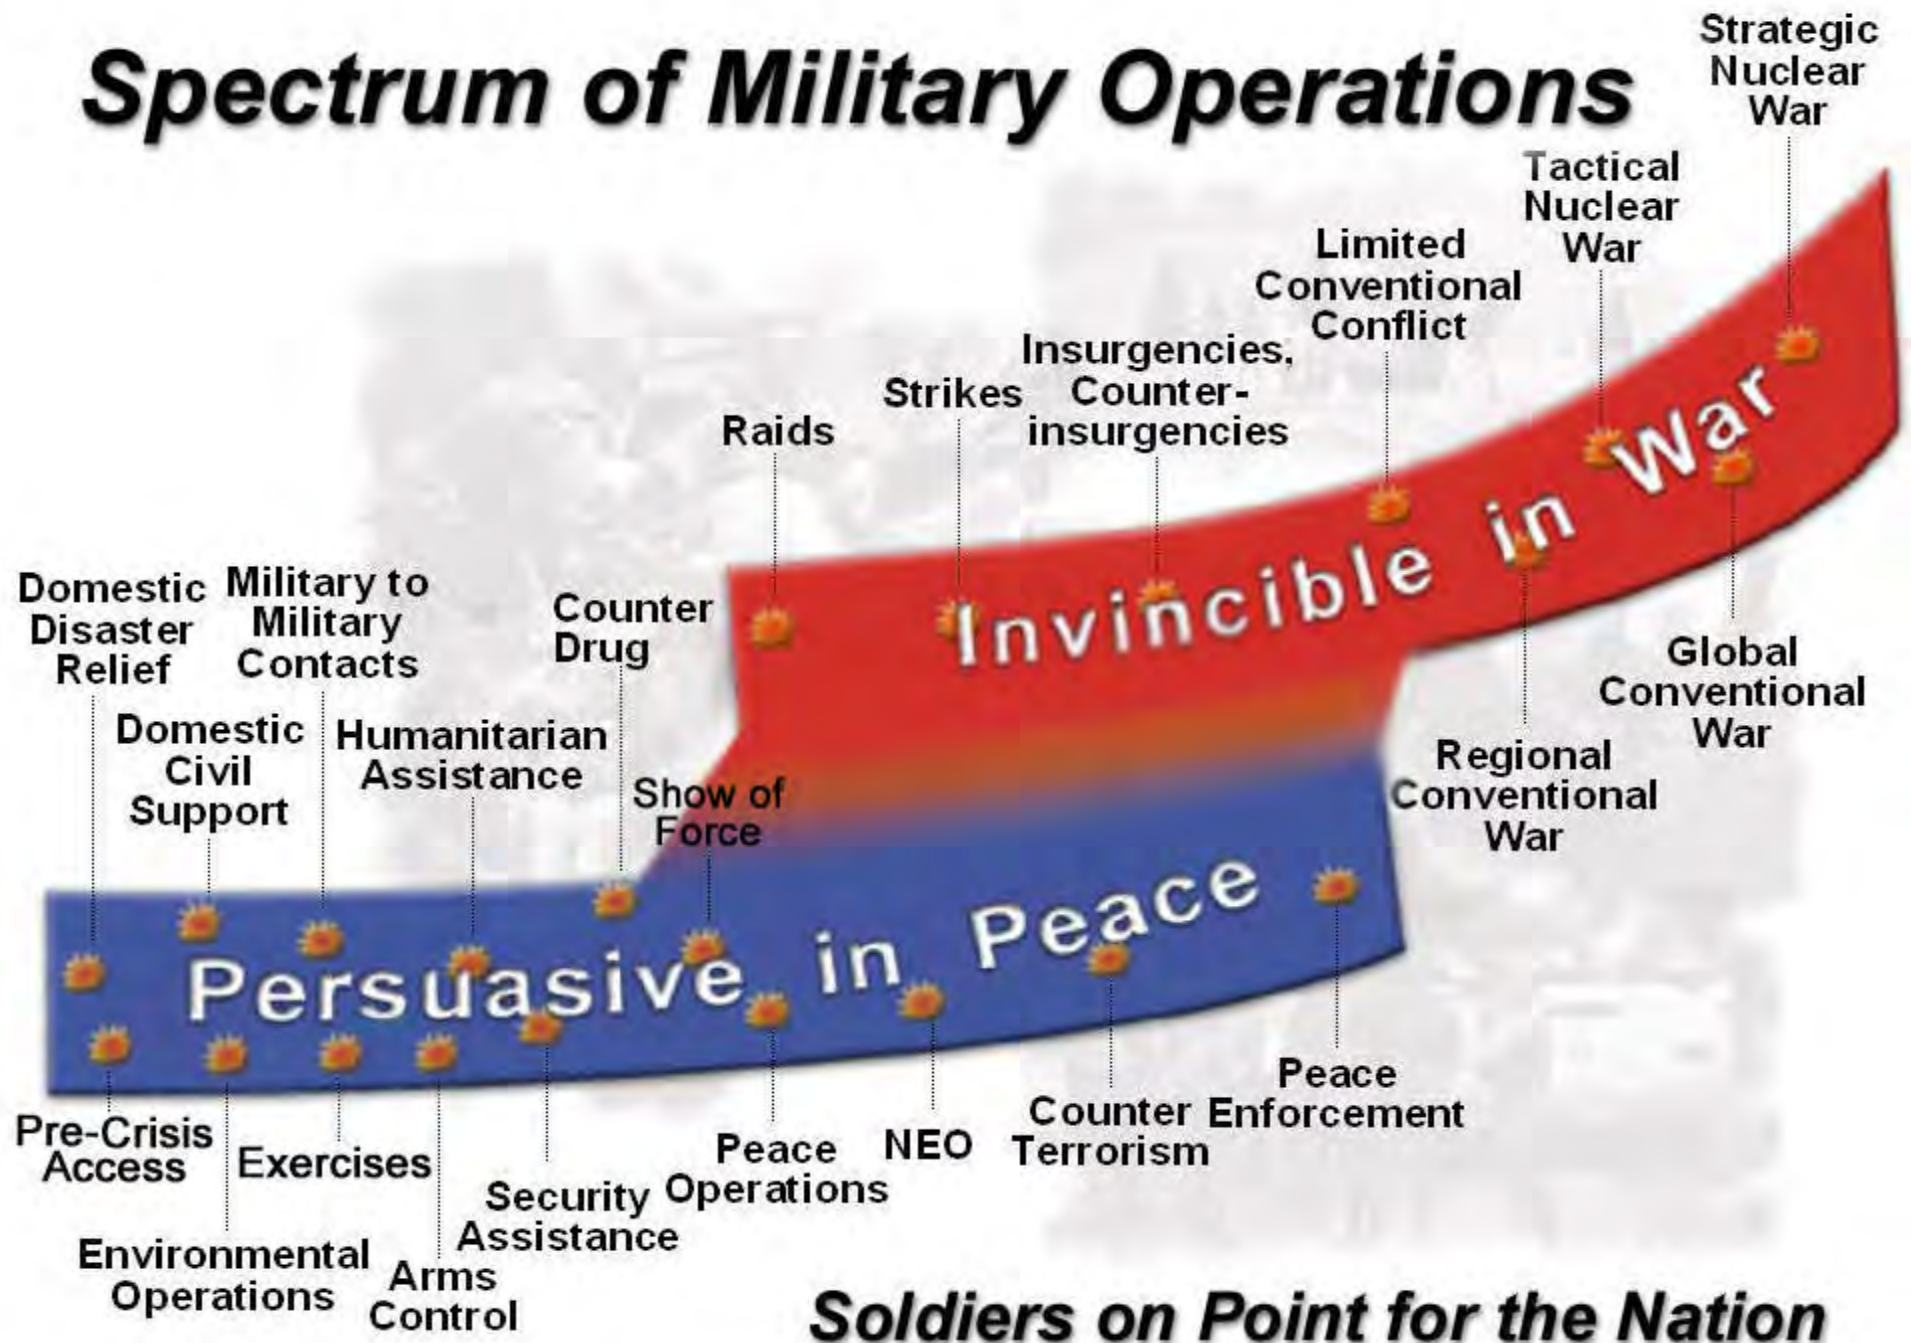 Spectrum of Military Operations
Strategic
Nuclear
War
Tactical
Nuclear
War
Limited
Conventional
Conflict
Insurgencies,
Counter-
insurgencies
Strikes
Raids
Counter
Drug
Military to
Military
Contacts
Domestic
Disaster
Relief
Domestic
Civil
Support
Humanitarian
Assistance
Show of
Force
Invincible in War
Persuasive in Peace
Global
Conventional
War
Regional
Conventional
War
Pre-Crisis
Access
Environmental
Operations
Exercises
Arms
Control
Security
Assistance
Peace
Operations
NEO
Counter
Terrorism
Peace
Enforcement
Soldiers on Point for the Nation